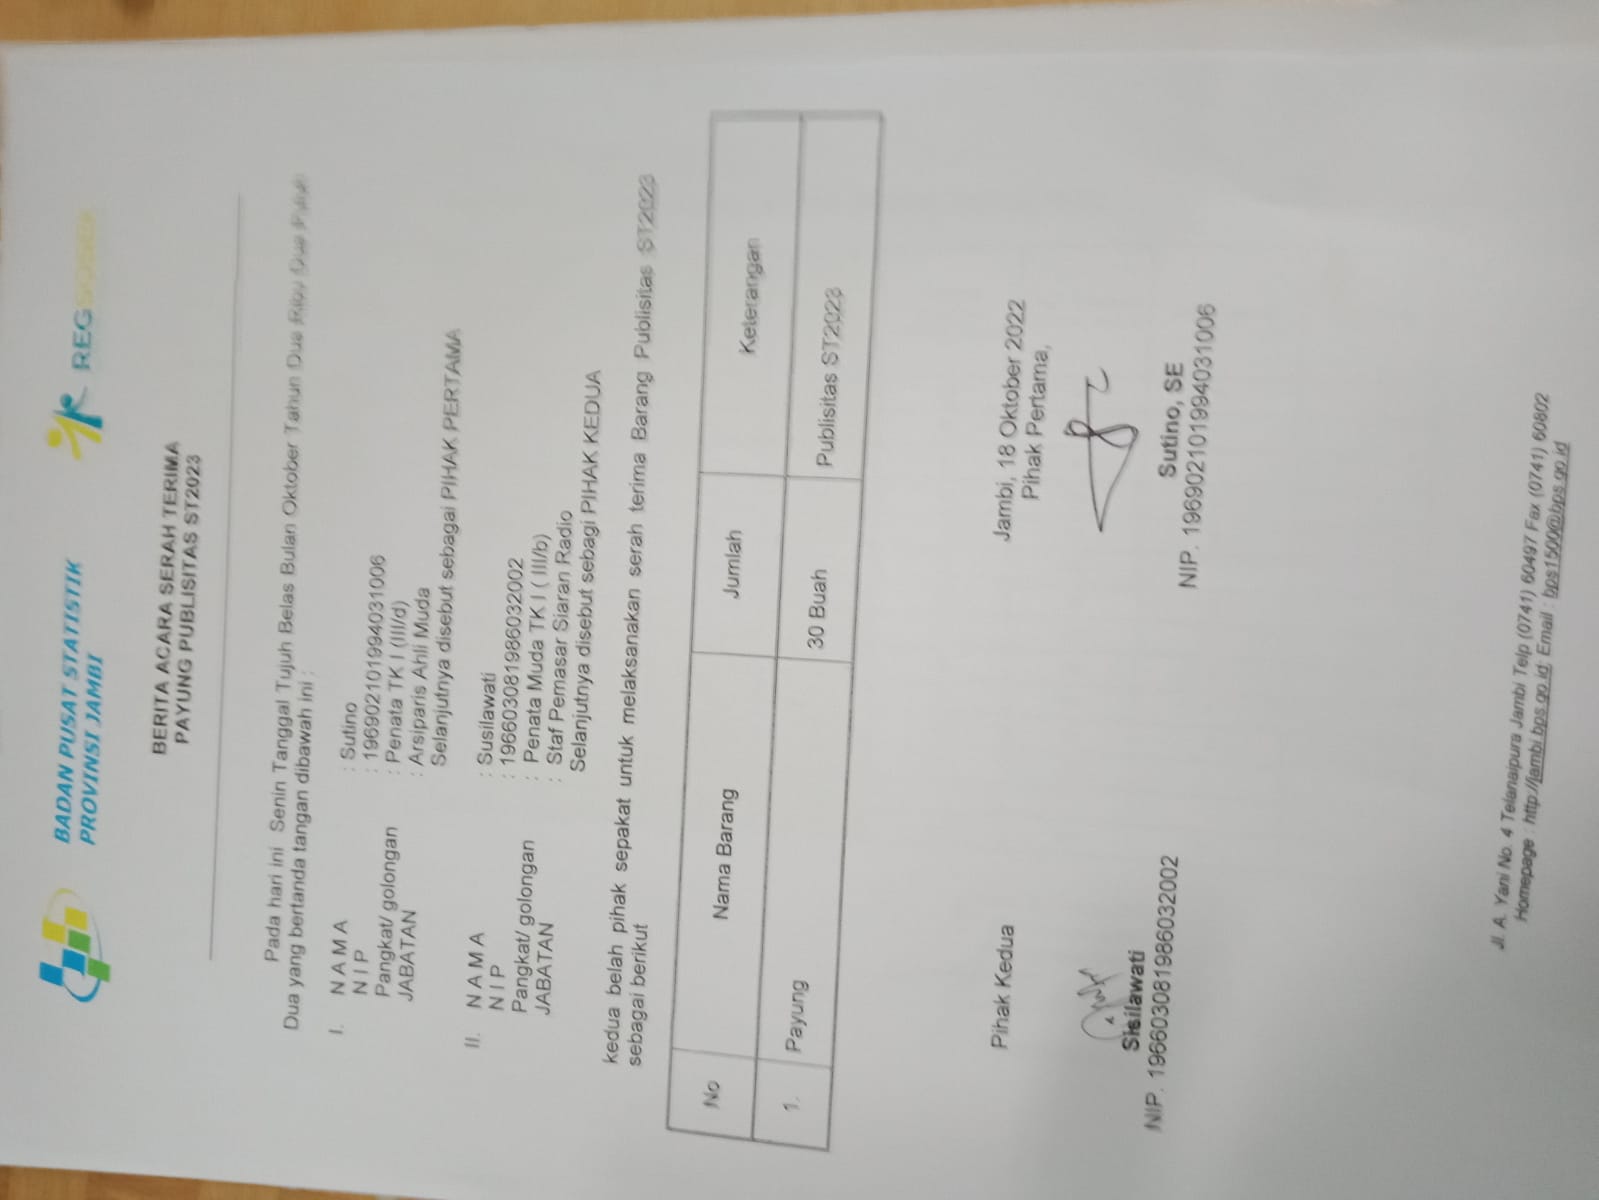 BADAN PUSAT STATISTIK
PROVINSI JAMBI
REGSOSEK
BERITA ACARA SERAH TERIMA
PAYUNG PUBLISITAS ST2023
Pada hari ini Senin Tanggal Tujuh Belas Bulan Oktober Tahun Dua Ribu Dua Puluh
Dua yang bertanda tangan dibawah ini :
I. N A M A : Sutino
N I P : 196902101994031006
Pangkat/ golongan : Penata TK I (III/d)
JABATAN : Arsiparis Ahli Muda
Selanjutnya disebut sebagai PIHAK PERTAMA
II. N A M A : Susilawati
N I P : 196603081986032002
Pangkat/ golongan : Penata Muda TK I ( III/b)
JABATAN : Staf Pemasar Siaran Radio
Selanjutnya disebut sebagi PIHAK KEDUA
kedua belah pihak sepakat untuk melaksanakan serah terima Barang Publisitas ST2023
sebagai berikut
No Nama Barang Jumlah Keterangan
1. Payung 30 Buah Publisitas ST2023
Jambi, 18 Oktober 2022
Pihak Kedua Pihak Pertama,
Sutino, SE
NIP. 196902101994031006
Sisilawati
NIP. 196603081986032002
Jl. A. Yani No. 4 Telanaipura Jambi Telp (0741) 60497 Fax (0741) 60802
Homepage : http://jambi.bps.go.id; Email : bps1500@bps.go.id